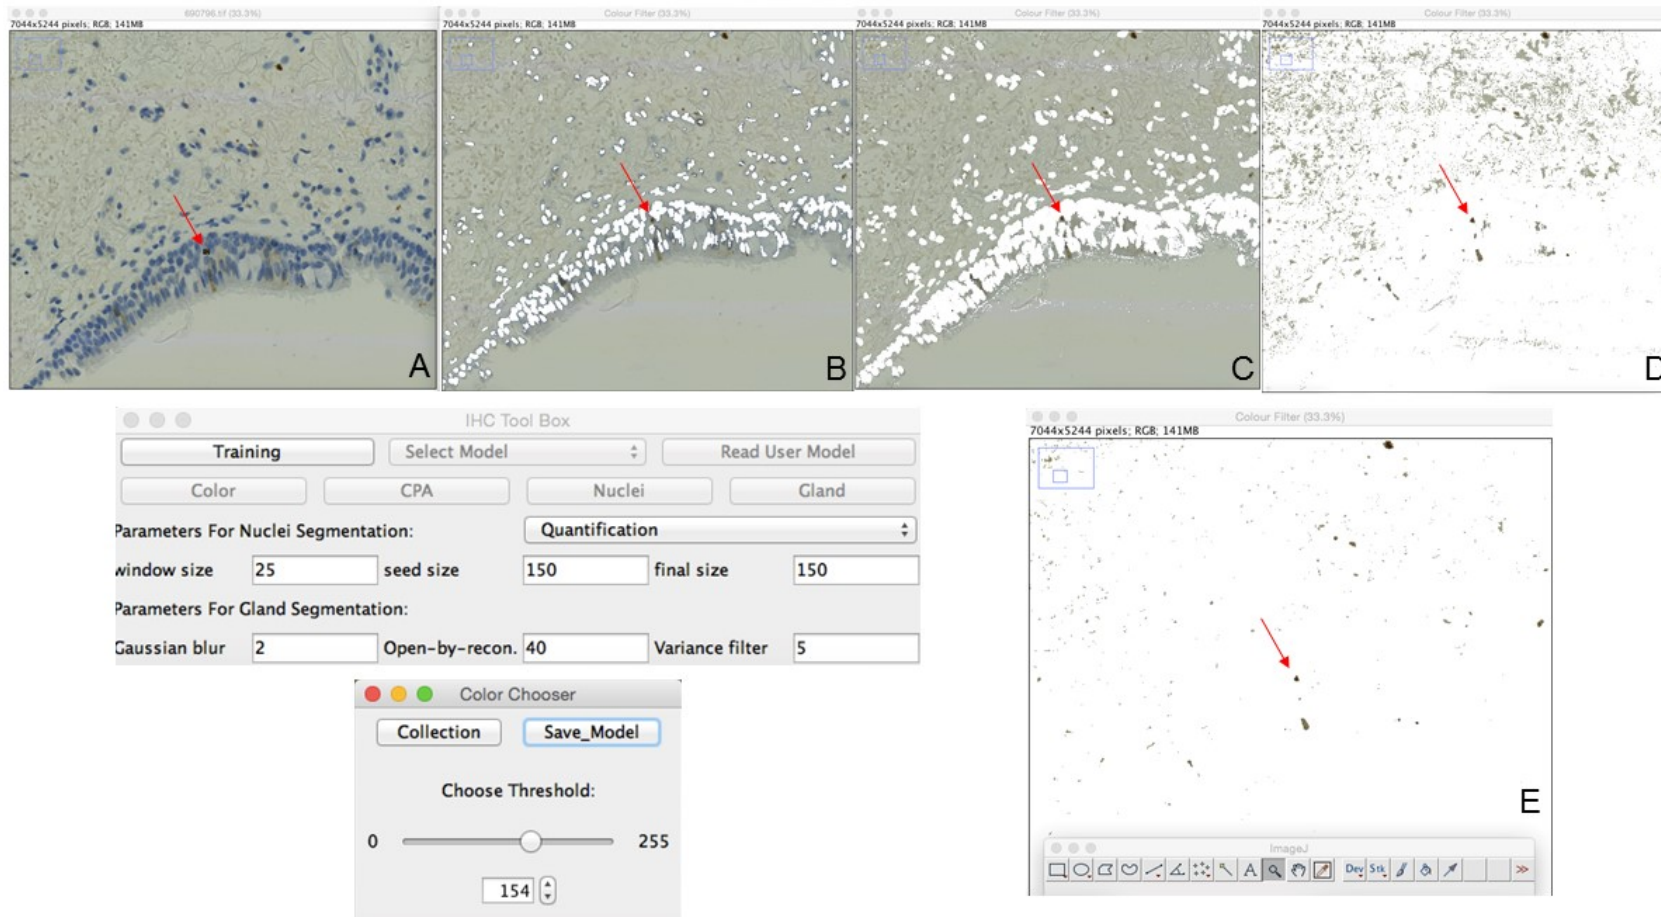 690796.tif (33.3%)
7044x5244 pixels; RGB; 141MB
A
Colour Filter (33.3%)
7044x5244 pixels; RGB; 141MB
B
Colour Filter (33.3%)
7044x5244 pixels; RGB; 141MB
C
Colour Filter (33.3%)
7044x5244 pixels; RGB; 141MB
D
IHC Tool Box
Training Select Model Read User Model
Color CPA Nuclei Gland
Parameters For Nuclei Segmentation: Quantification
window size 25 seed size 150 final size 150
Parameters For Gland Segmentation:
Gaussian blur 2 Open-by-recon. 40 Variance filter 5
Color Chooser
Collection Save_Model
Choose Threshold:
0 255
154
Colour Filter (33.3%)
7044x5244 pixels; RGB; 141MB
E
ImageJ
A Dev Stk >>